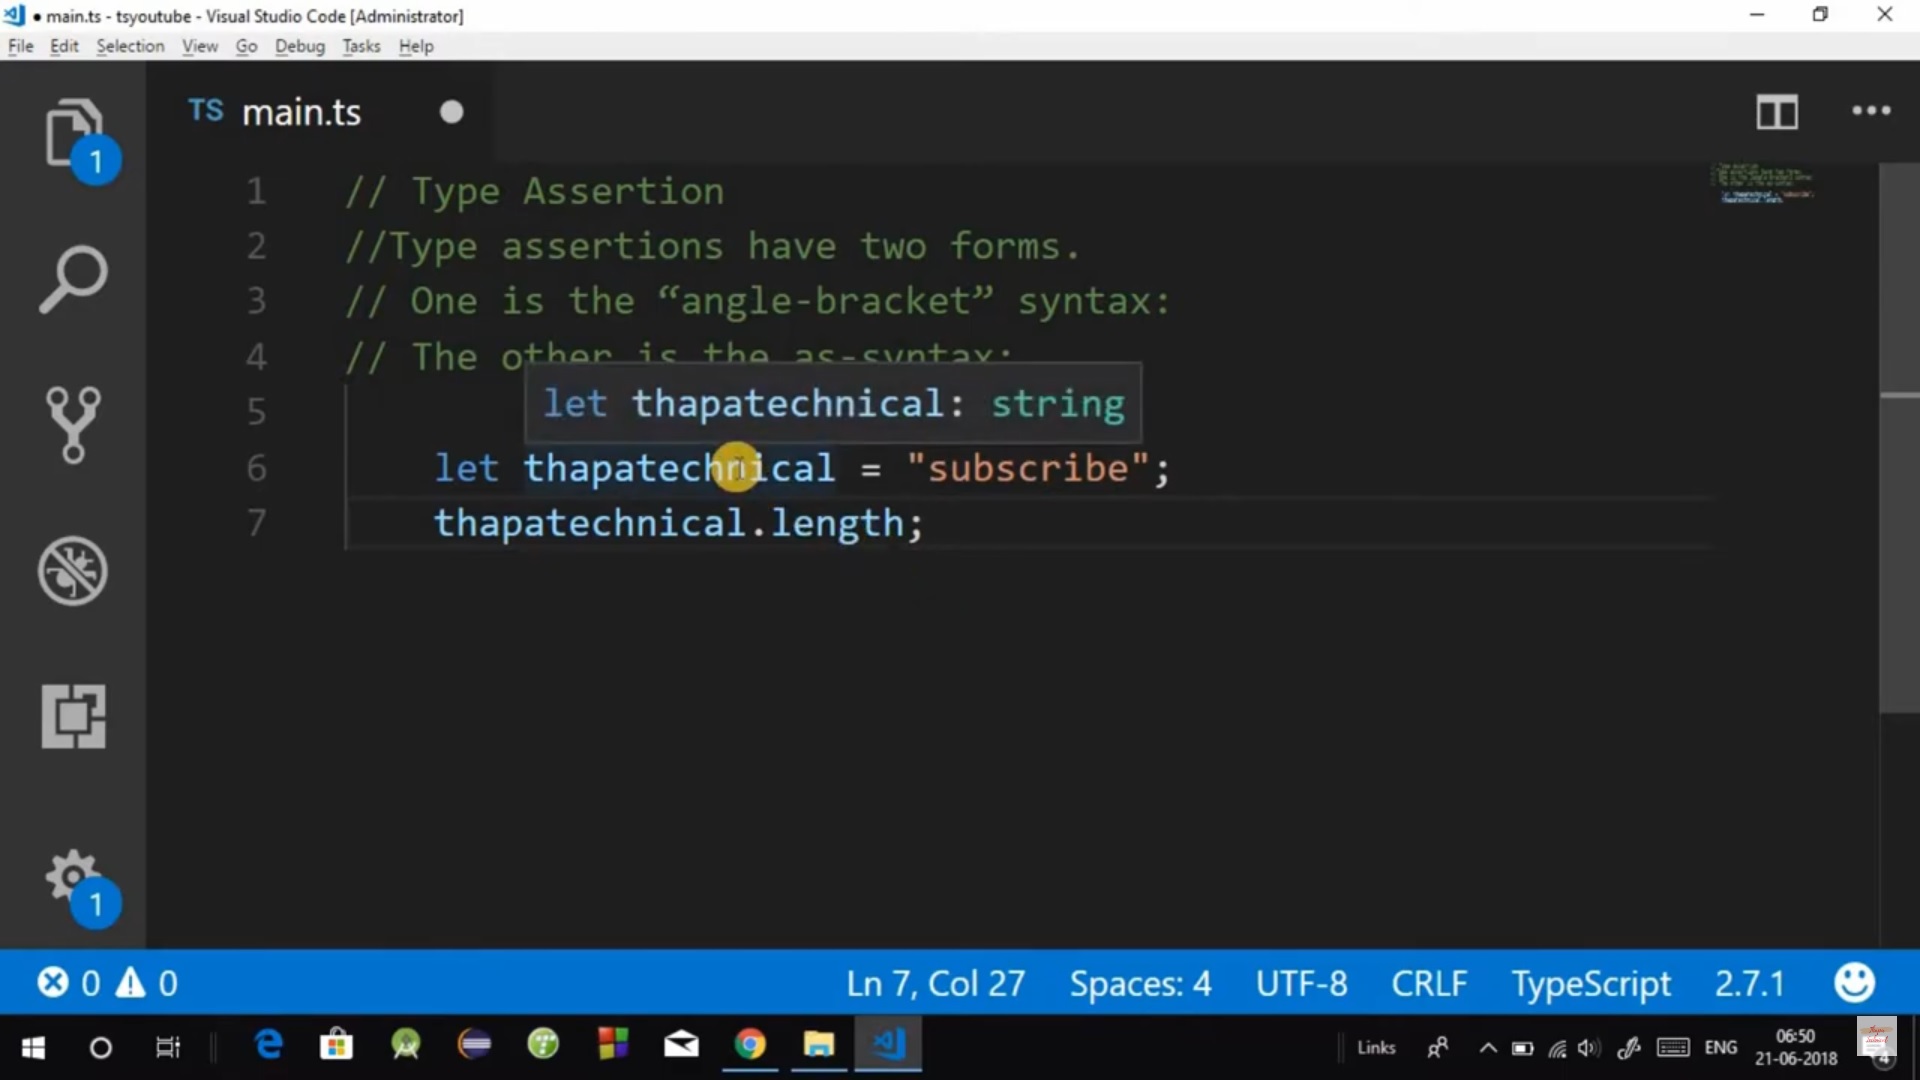 ● main.ts - tsyoutube - Visual Studio Code [Administrator]
File Edit Selection View Go Debug Tasks Help
TS main.ts
1
1 // Type Assertion
2 //Type assertions have two forms.
3 // One is the “angle-bracket” syntax:
4 // The other is the as-syntax:
5
let thapatechnical: string
6 let thapatechnical = "subscribe";
7 thapatechnical.length;
1
0 0
Ln 7, Col 27 Spaces: 4 UTF-8 CRLF TypeScript 2.7.1
Links ENG 06:50
21-06-2018
4